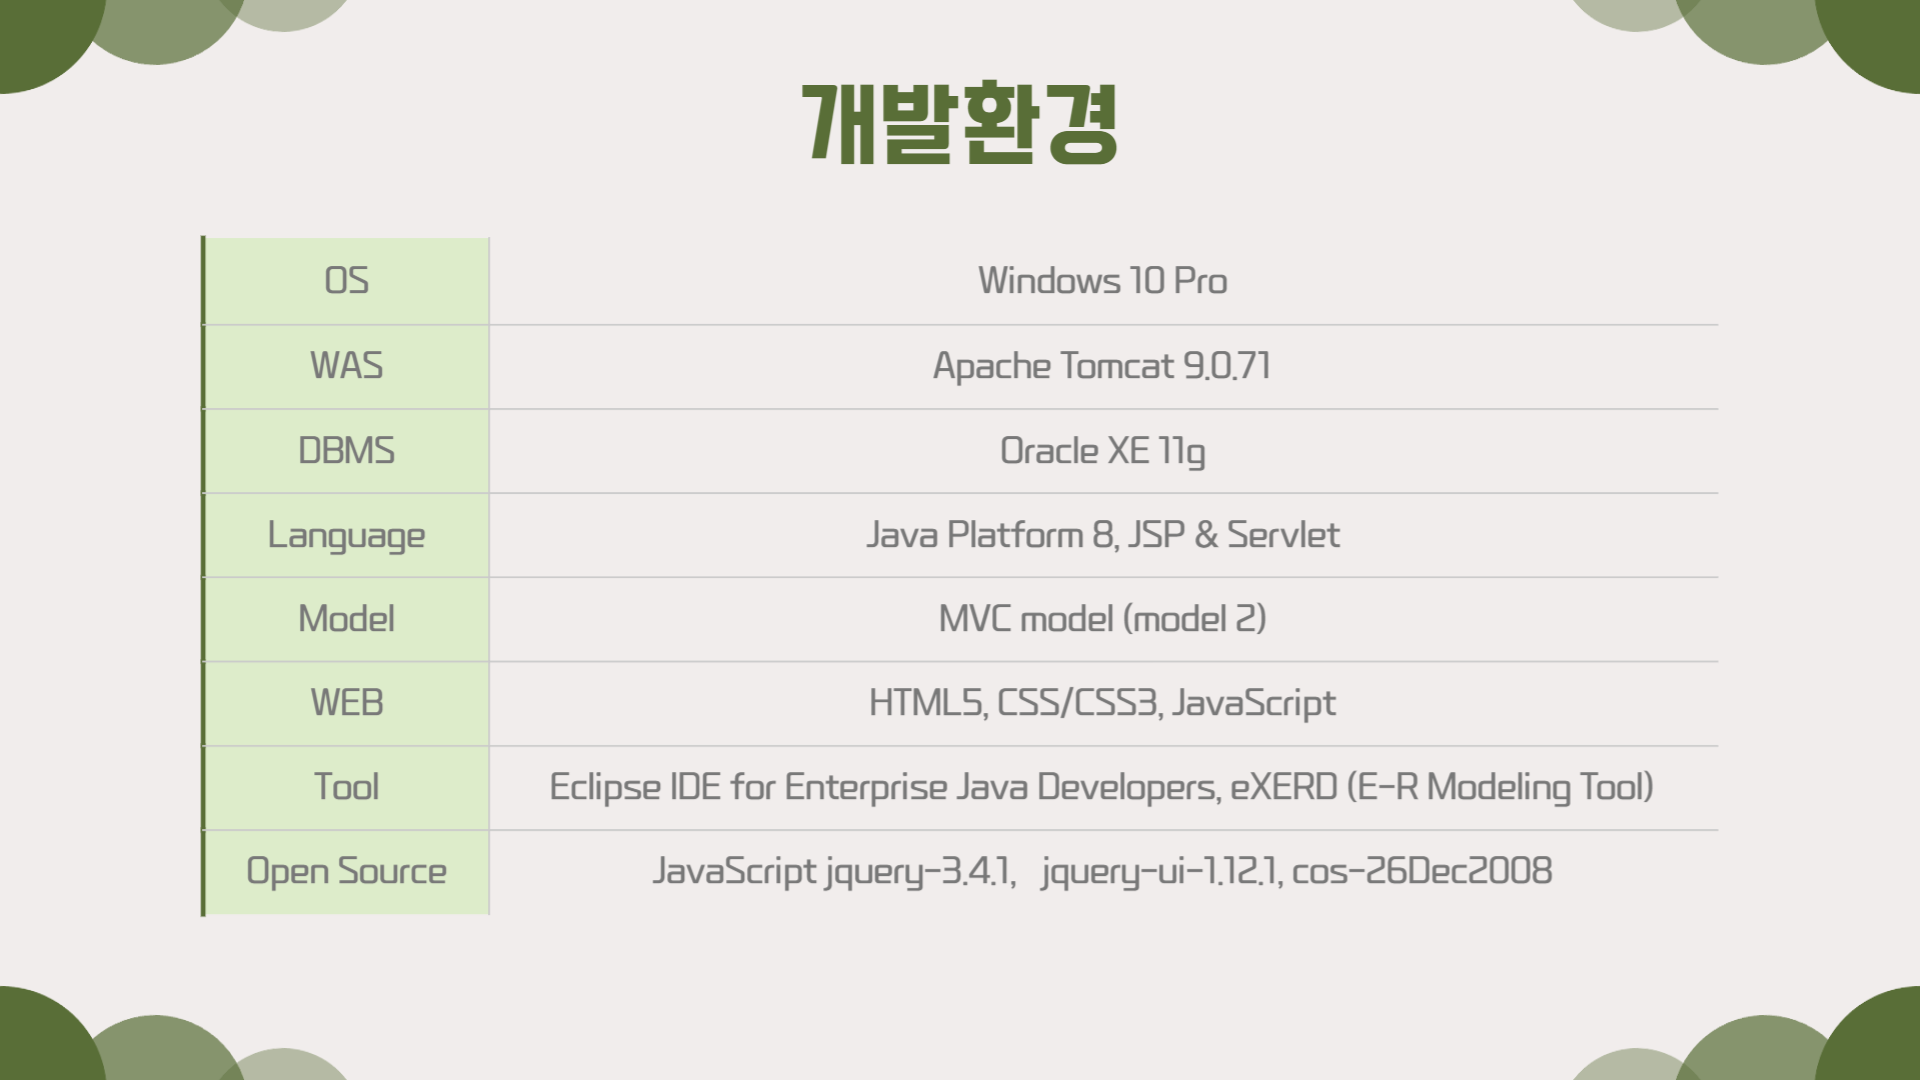 개발환경
OS Windows 10 Pro
WAS Apache Tomcat 9.0.71
DBMS Oracle XE 11g
Language Java Platform 8, JSP & Servlet
Model MVC model (model 2)
WEB HTML5, CSS/CSS3, JavaScript
Tool Eclipse IDE for Enterprise Java Developers, eXERD (E-R Modeling Tool)
Open Source JavaScript jquery-3.4.1, jquery-ui-1.12.1, cos-26Dec2008